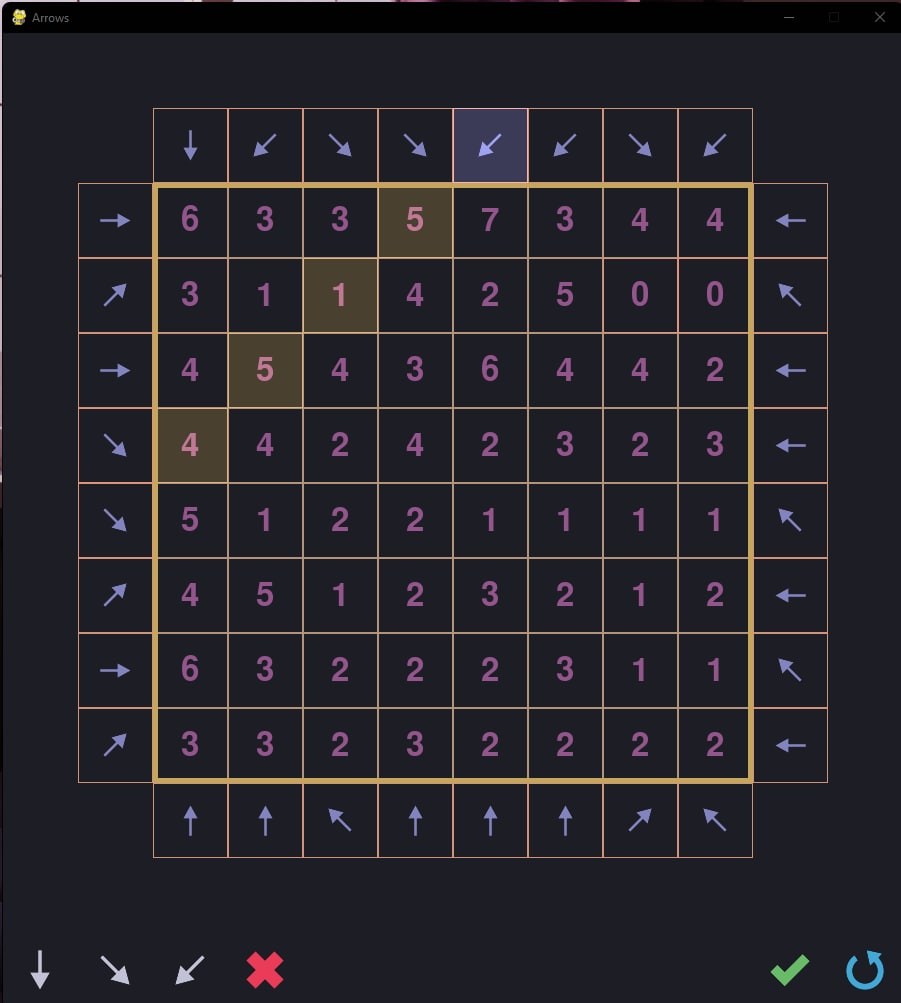 Arrows
6 3 3 5 7 3 4 4
3 1 1 4 2 5 0 0
4 5 4 3 6 4 4 2
4 4 2 4 2 3 2 3
5 1 2 2 1 1 1 1
4 5 1 2 3 2 1 2
6 3 2 2 2 3 1 1
3 3 2 3 2 2 2 2